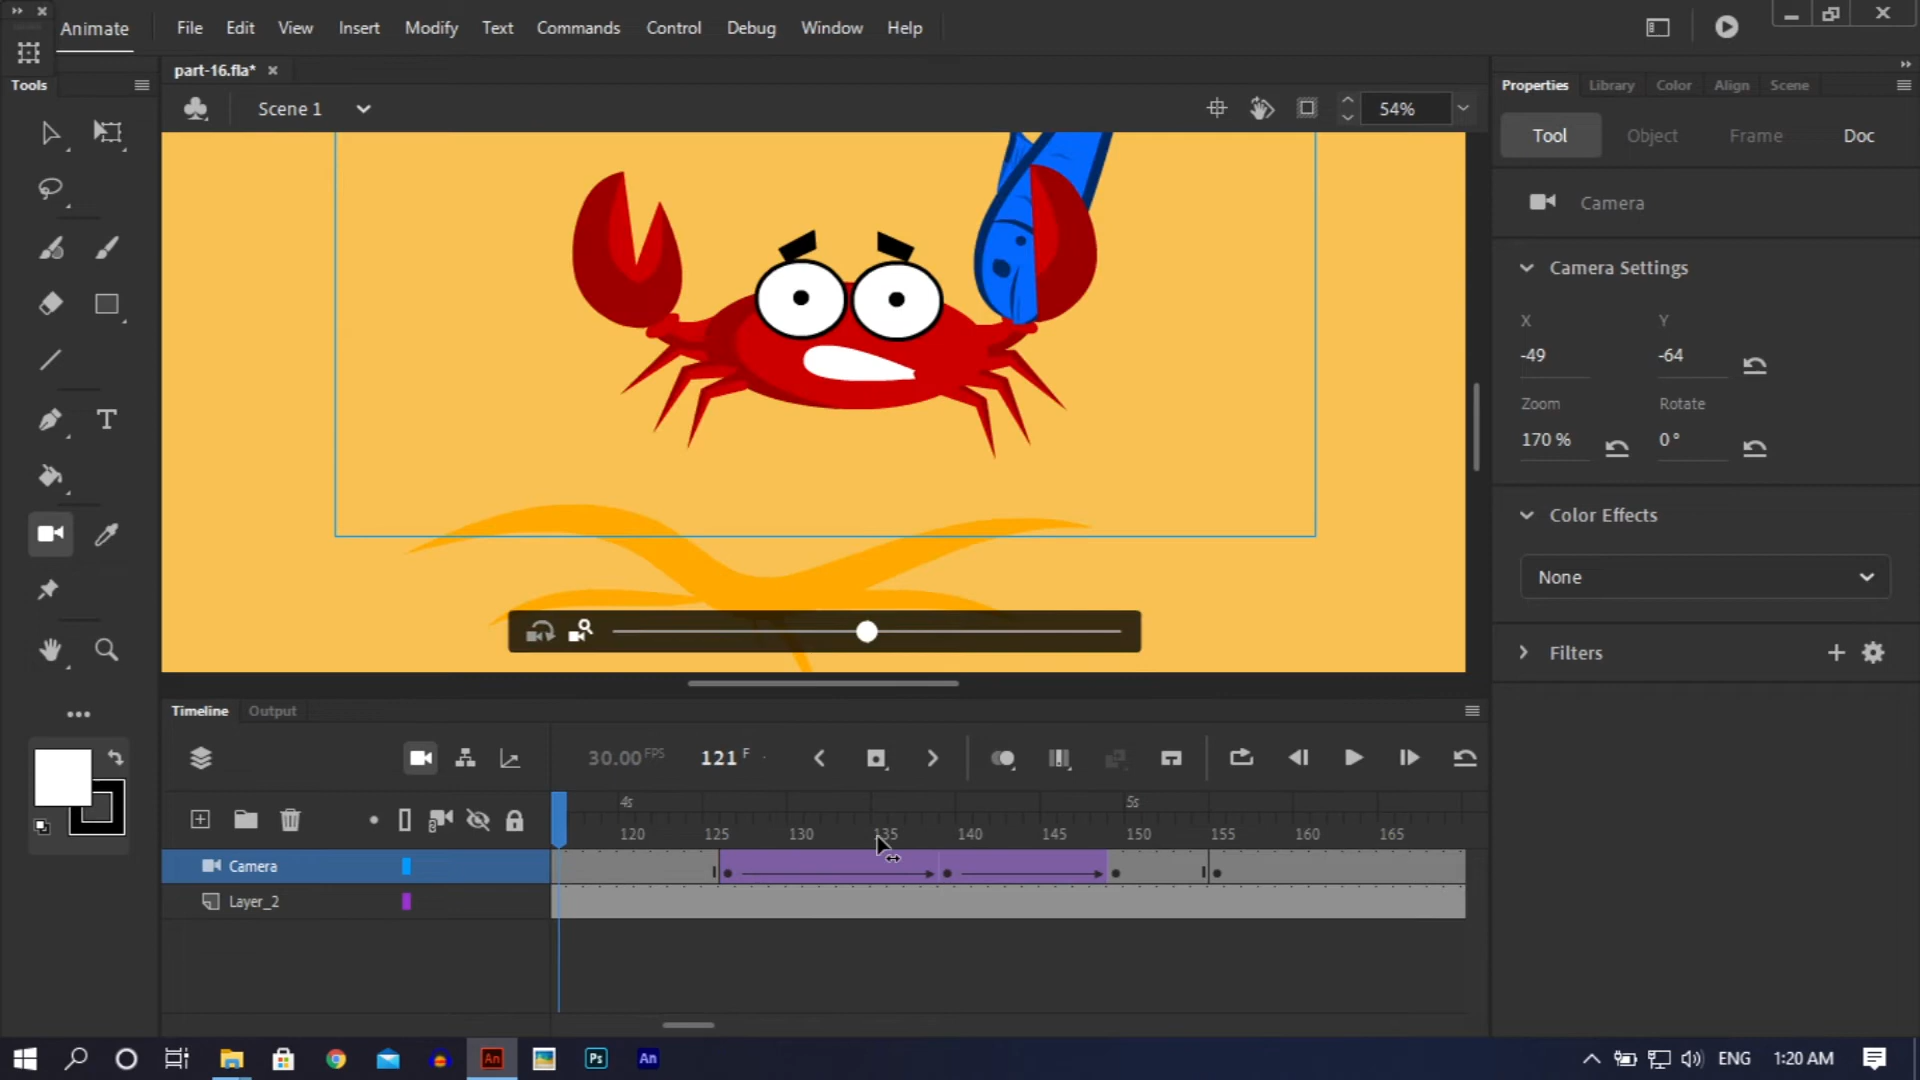 Animate File Edit View Insert Modify Text Commands Control Debug Window Help
Tools part-16.fla* Properties Library Color Align Scene
Scene 1 54%
Tool Object Frame Doc
Camera
Camera Settings
X Y
-49 -64
Zoom Rotate
170 % 0°
Color Effects
None
Filters
Timeline Output
30.00 FPS 121 F
4s 5s
120 125 130 135 140 145 150 155 160 165
Camera
Layer_2
An Ps An ENG 1:20 AM